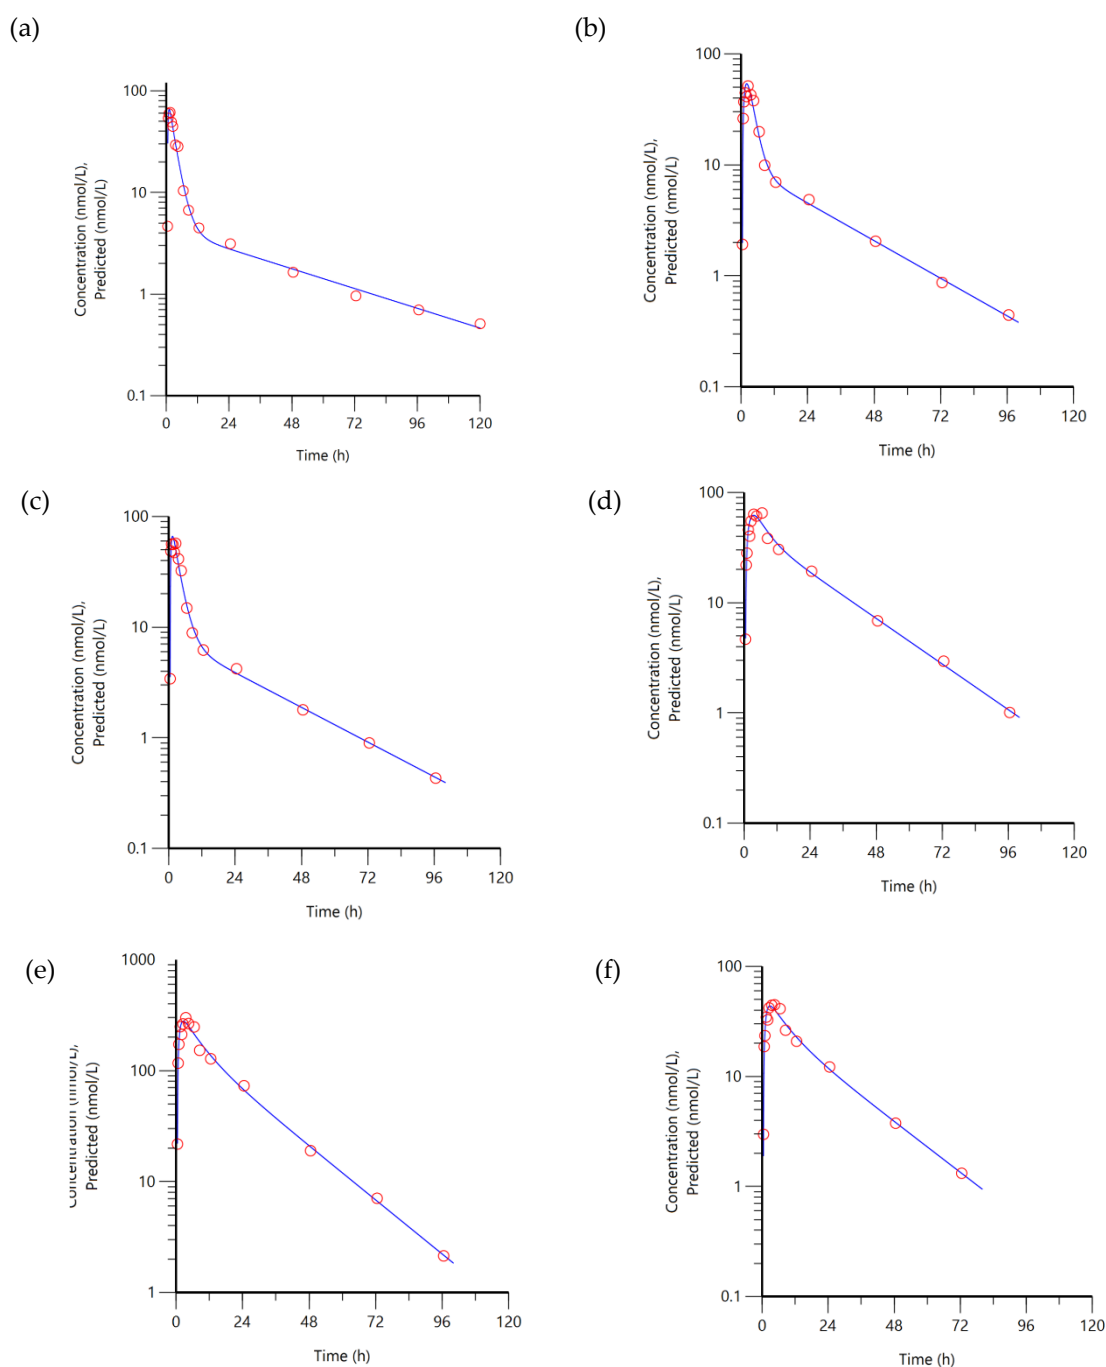 (a)
100
10
1
0.1
Concentration (nmol/L),
Predicted (nmol/L)
0 24 48 72 96 120
Time (h)
(b)
100
10
1
0.1
Concentration (nmol/L),
Predicted (nmol/L)
0 24 48 72 96 120
Time (h)
(c)
100
10
1
0.1
Concentration (nmol/L),
Predicted (nmol/L)
0 24 48 72 96 120
Time (h)
(d)
100
10
1
0.1
Concentration (nmol/L),
Predicted (nmol/L)
0 24 48 72 96 120
Time (h)
(e)
1000
100
10
1
Concentration (nmol/L),
Predicted (nmol/L)
0 24 48 72 96 120
Time (h)
(f)
100
10
1
0.1
Concentration (nmol/L),
Predicted (nmol/L)
0 24 48 72 96 120
Time (h)